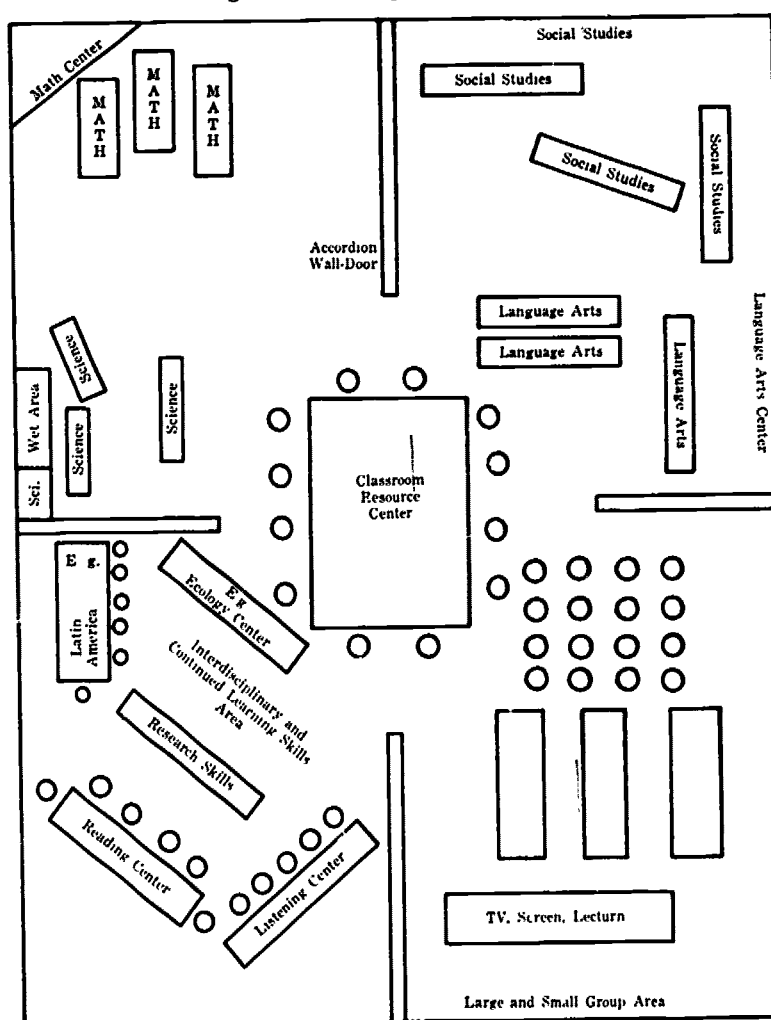 Social Studies
Math Center
MATH
MATH
MATH
Social Studies
Social Studies
Social Studies
Accordion
Wall-Door
Language Arts
Language Arts
Language Arts
Language Arts Center
Science
Science
Science
Wet Area
Sci.
Classroom
Resource
Center
E g.
Latin
America
E g
Ecology Center
Interdisciplinary and
Continued Learning Skills
Area
Research Skills
Reading Center
Listening Center
TV, Screen, Lecturn
Large and Small Group Area